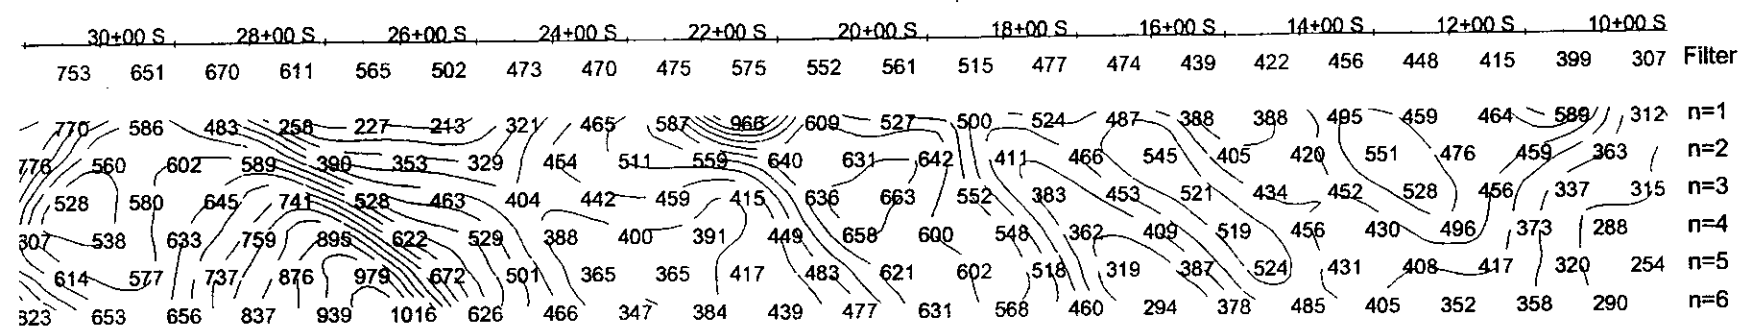 30+00 S 28+00 S 26+00 S 24+00 S 22+00 S 20+00 S 18+00 S 16+00 S 14+00 S 12+00 S 10+00 S
753 651 670 611 565 502 473 470 475 575 552 561 515 477 474 439 422 456 448 415 399 307 Filter
770 586 483 258 227 213 321 465 587 966 609 527 500 524 487 388 388 495 459 464 589 312 n=1
776 560 602 589 390 353 329 454 511 559 640 631 642 411 466 545 405 420 551 476 459 363 n=2
528 580 645 741 528 463 404 442 459 415 636 663 552 383 453 521 434 452 528 456 337 315 n=3
307 538 633 759 895 622 529 388 400 391 449 658 600 548 362 409 519 456 430 496 373 288 n=4
614 577 737 876 979 672 501 365 365 417 483 621 602 518 319 387 524 431 408 417 320 254 n=5
323 653 656 837 939 1016 626 466 347 384 439 477 631 568 460 294 378 485 405 352 358 290 n=6